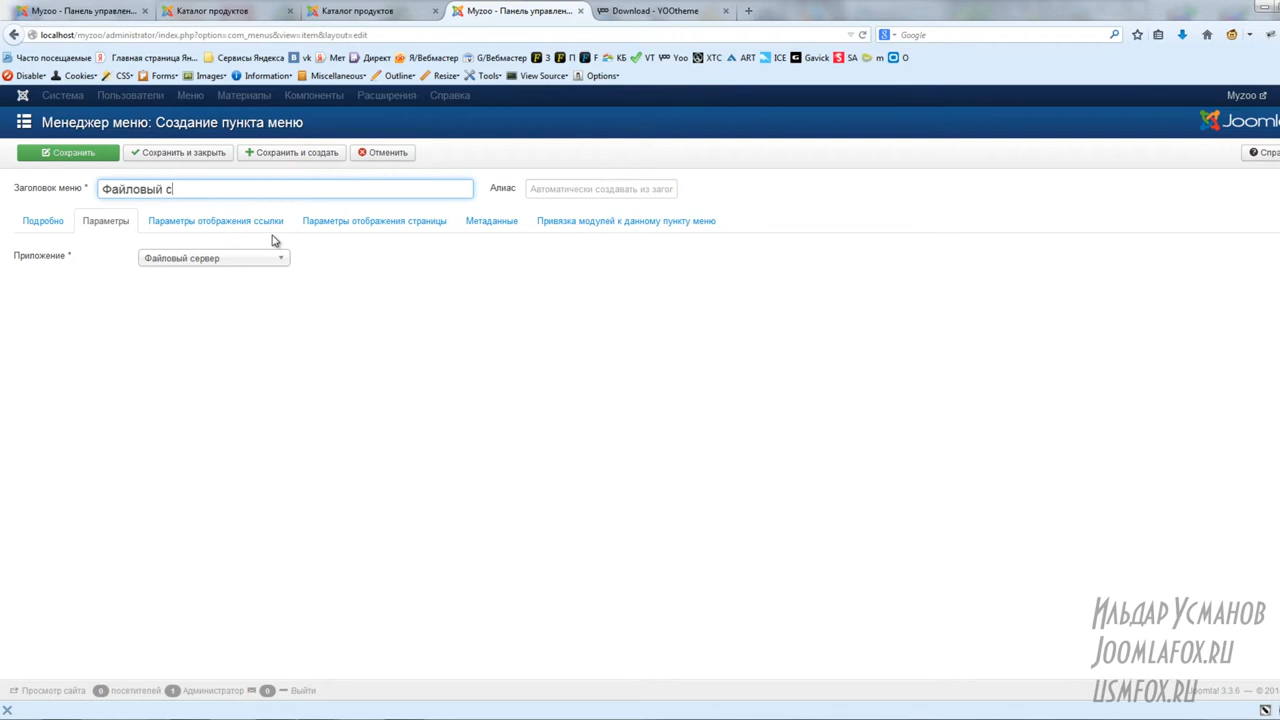 Myzoo - Панель управлен...
Каталог продуктов
Каталог продуктов
Myzoo - Панель управлен...
Download - YOOtheme
localhost/myzoo/administrator/index.php?option=com_menus&view=item&layout=edit
Google
Часто посещаемые Главная страница Ян... Сервисы Яндекса vk Мет Директ Я/Вебмастер G/Вебмастер 3 П F КБ VT Yoo XTC ART ICE Gavick SA m O
Disable Cookies CSS Forms Images Information Miscellaneous Outline Resize Tools View Source Options
Система Пользователи Меню Материалы Компоненты Расширения Справка Myzoo
Менеджер меню: Создание пункта меню
Joomla
Сохранить Сохранить и закрыть Сохранить и создать Отменить Спра
Заголовок меню * Файловый с Алиас Автоматически создавать из загог
Подробно Параметры Параметры отображения ссылки Параметры отображения страницы Метаданные Привязка модулей к данному пункту меню
Приложение * Файловый сервер
Ильдар Усманов
Joomlafox.ru
usmfox.ru
Просмотр сайта 0 посетителей 1 Администратор 0 Выйти
Joomla! 3.3.6 — © 201